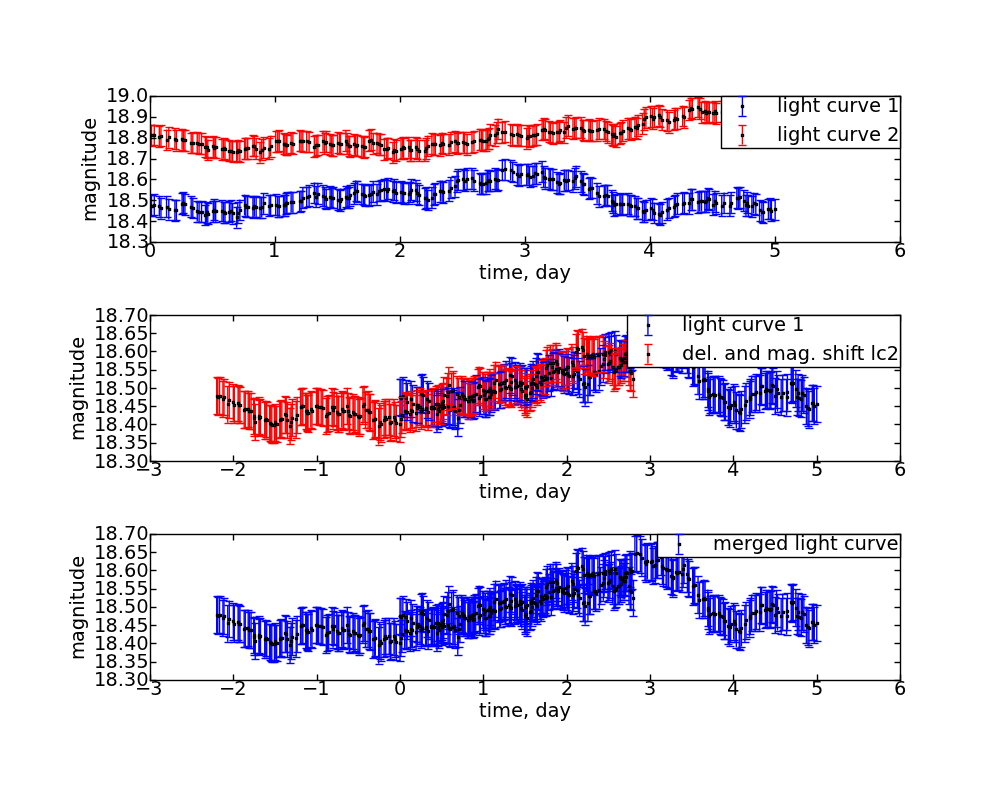 19.0
18.9
18.8
18.7
18.6
18.5
18.4
18.3
magnitude
light curve 1
light curve 2
0 1 2 3 4 5 6
time, day
18.70
18.65
18.60
18.55
18.50
18.45
18.40
18.35
18.30
magnitude
light curve 1
del. and mag. shift lc2
−3 −2 −1 0 1 2 3 4 5 6
time, day
18.70
18.65
18.60
18.55
18.50
18.45
18.40
18.35
18.30
magnitude
merged light curve
−3 −2 −1 0 1 2 3 4 5 6
time, day